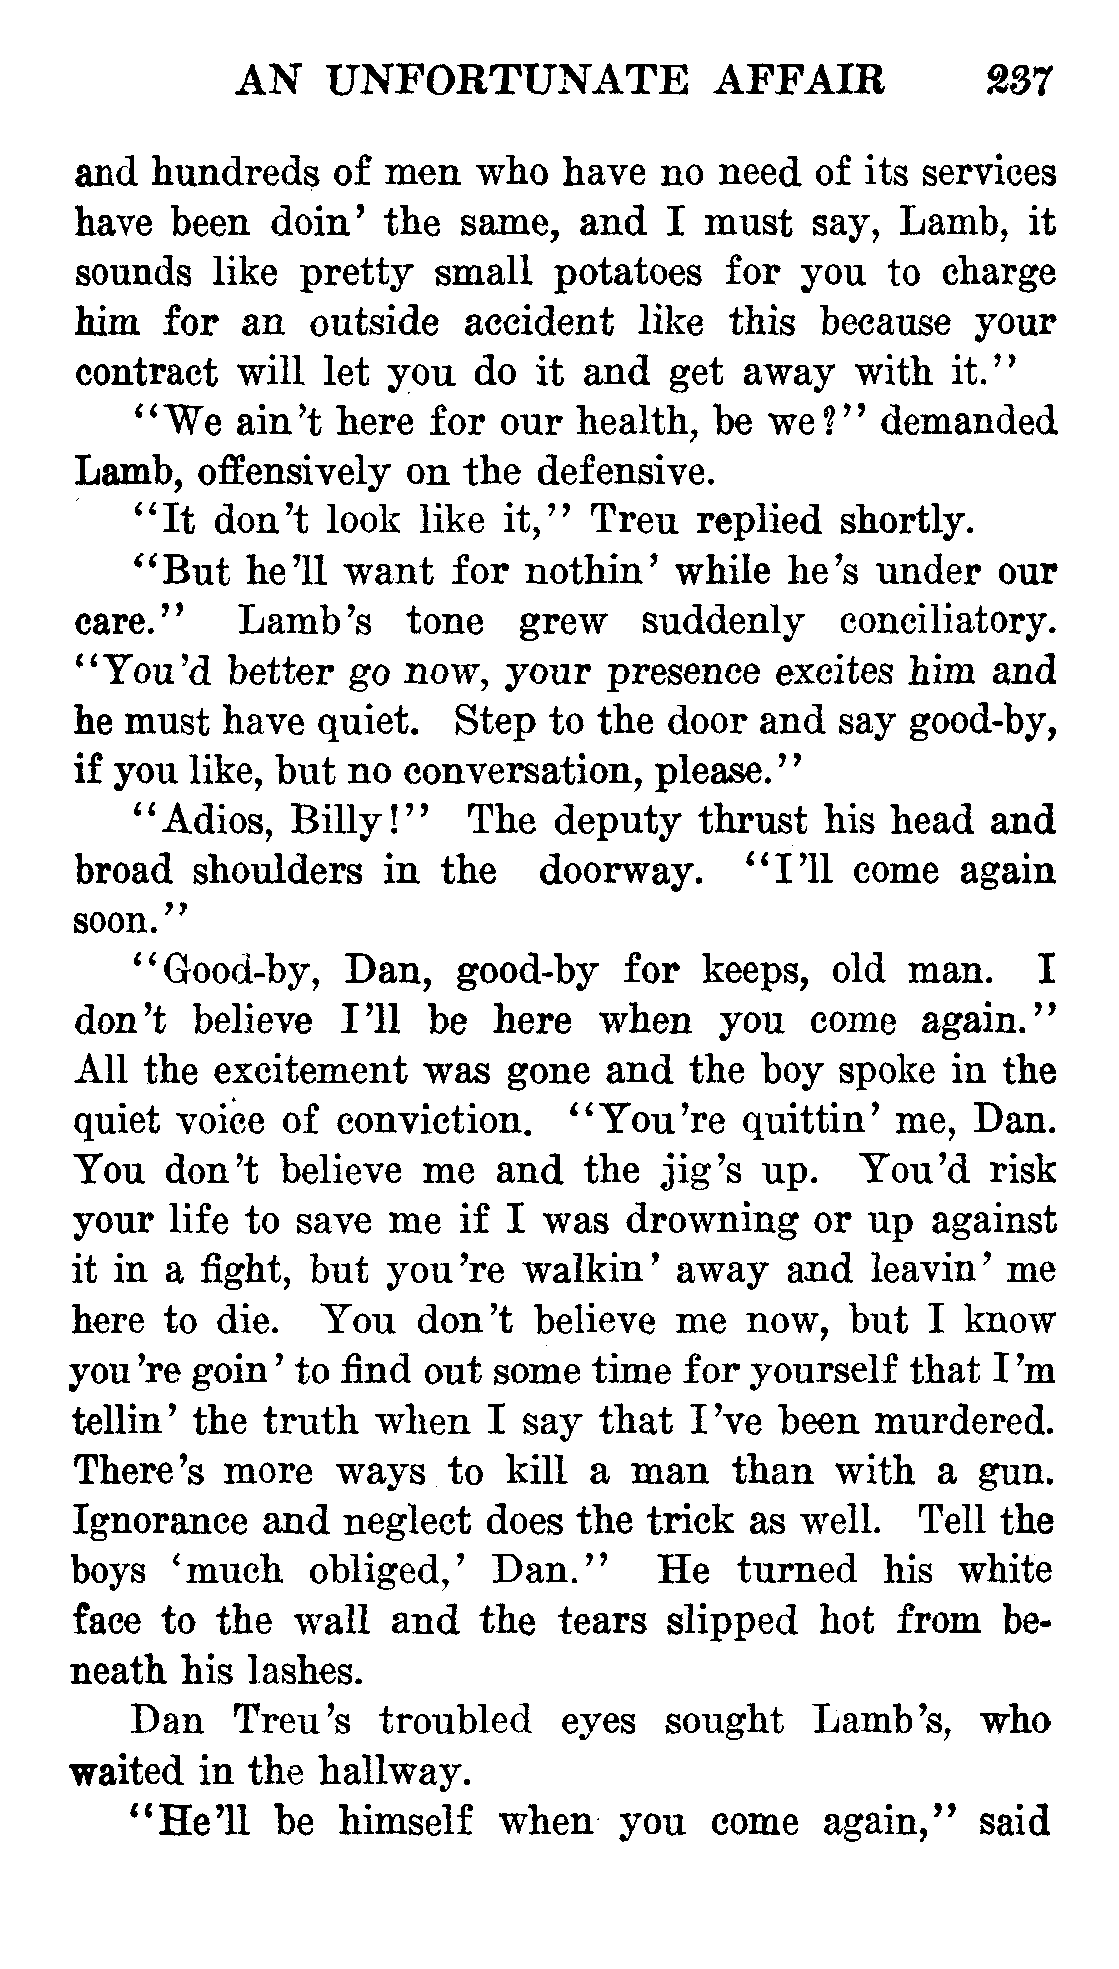 AN UNFORTUNATE AFFAIR 237
and hundreds of men who have no need of its services
have been doin' the same, and I must say, Lamb, it
sounds like pretty small potatoes for you to charge
him for an outside accident like this because your
contract will let you do it and get away with it."
"We ain't here for our health, be we?" demanded
Lamb, offensively on the defensive.
"It don't look like it," Treu replied shortly.
"But he'll want for nothin' while he's under our
care." Lamb's tone grew suddenly conciliatory.
"You'd better go now, your presence excites him and
he must have quiet. Step to the door and say good-by,
if you like, but no conversation, please."
"Adios, Billy!" The deputy thrust his head and
broad shoulders in the doorway. "I'll come again
soon."
"Good-by, Dan, good-by for keeps, old man. I
don't believe I'll be here when you come again."
All the excitement was gone and the boy spoke in the
quiet voice of conviction. "You're quittin' me, Dan.
You don't believe me and the jig's up. You'd risk
your life to save me if I was drowning or up against
it in a fight, but you're walkin' away and leavin' me
here to die. You don't believe me now, but I know
you're goin' to find out some time for yourself that I'm
tellin' the truth when I say that I've been murdered.
There's more ways to kill a man than with a gun.
Ignorance and neglect does the trick as well. Tell the
boys 'much obliged,' Dan." He turned his white
face to the wall and the tears slipped hot from be-
neath his lashes.
Dan Treu's troubled eyes sought Lamb's, who
waited in the hallway.
"He'll be himself when you come again," said